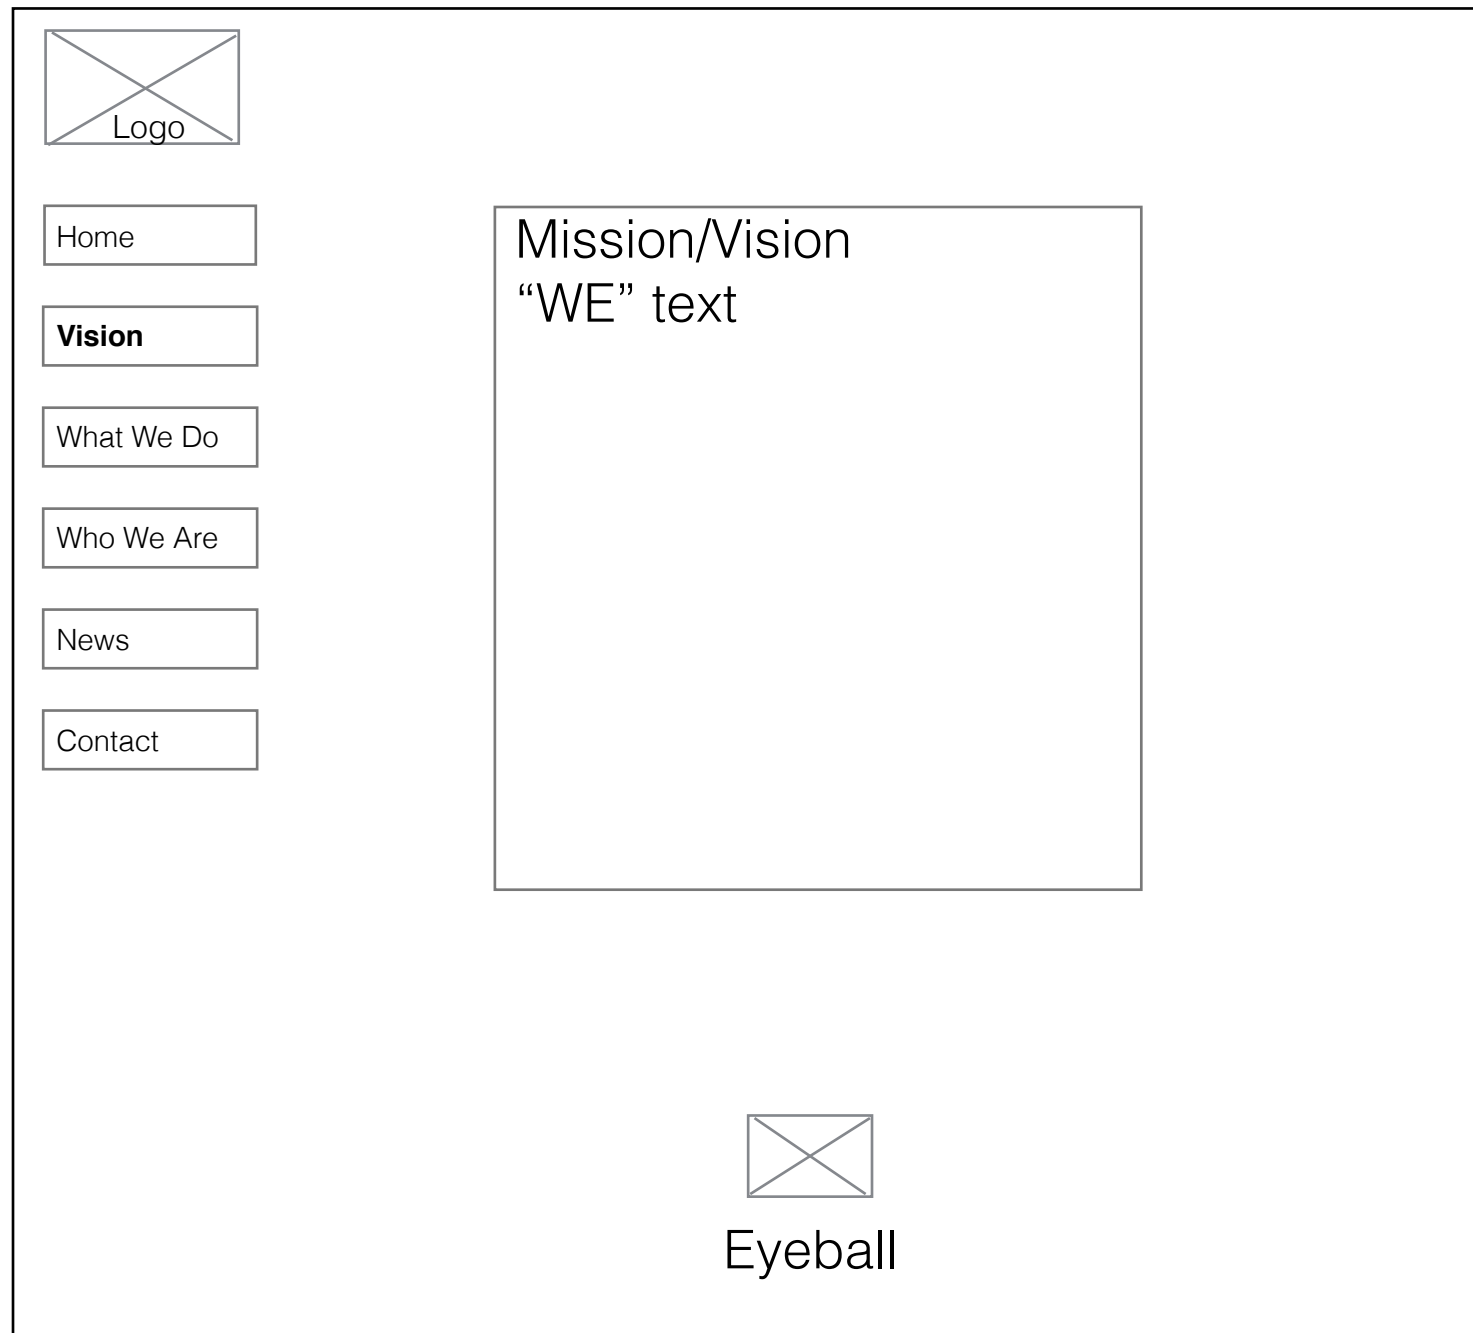 Logo
Home
Vision
What We Do
Who We Are
News
Contact
Mission/Vision
“WE” text
Eyeball